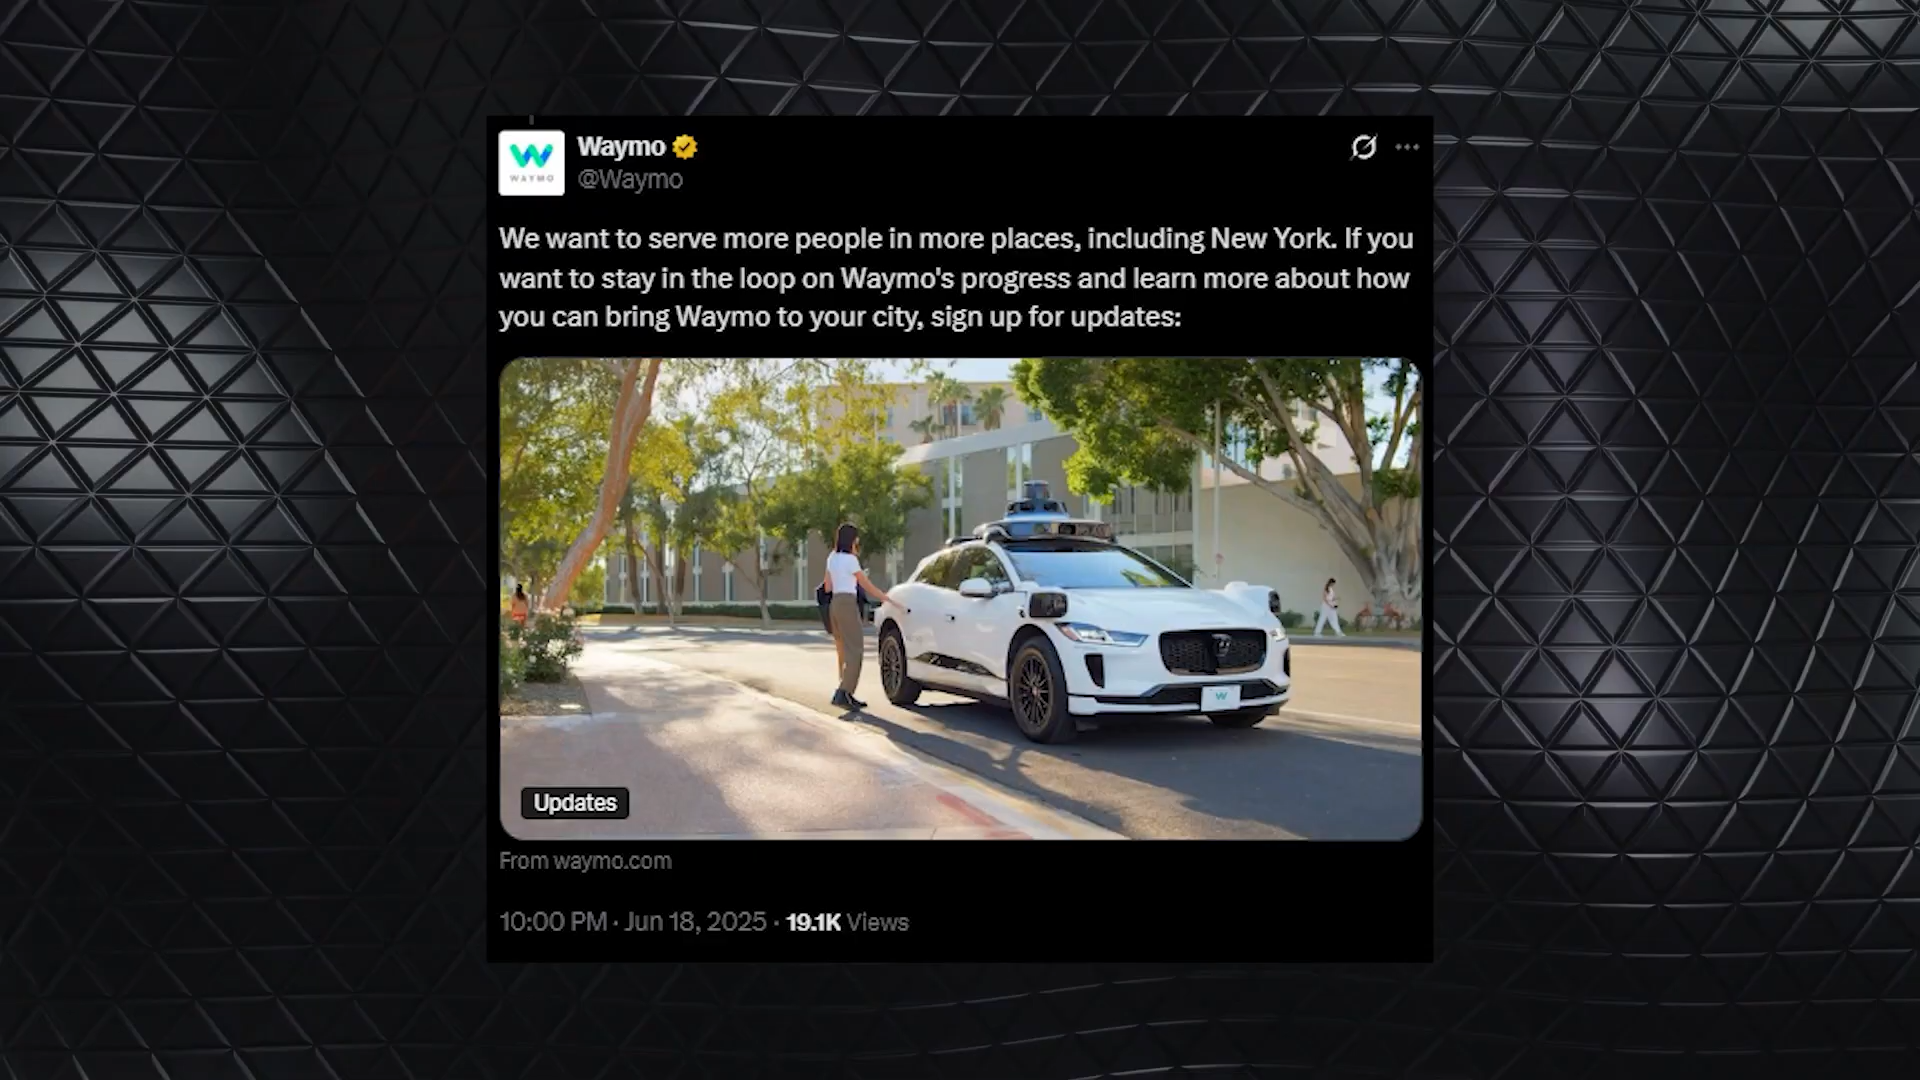 Waymo
@Waymo
WAYMO
We want to serve more people in more places, including New York. If you
want to stay in the loop on Waymo's progress and learn more about how
you can bring Waymo to your city, sign up for updates:
Updates
From waymo.com
10:00 PM · Jun 18, 2025 · 19.1K Views